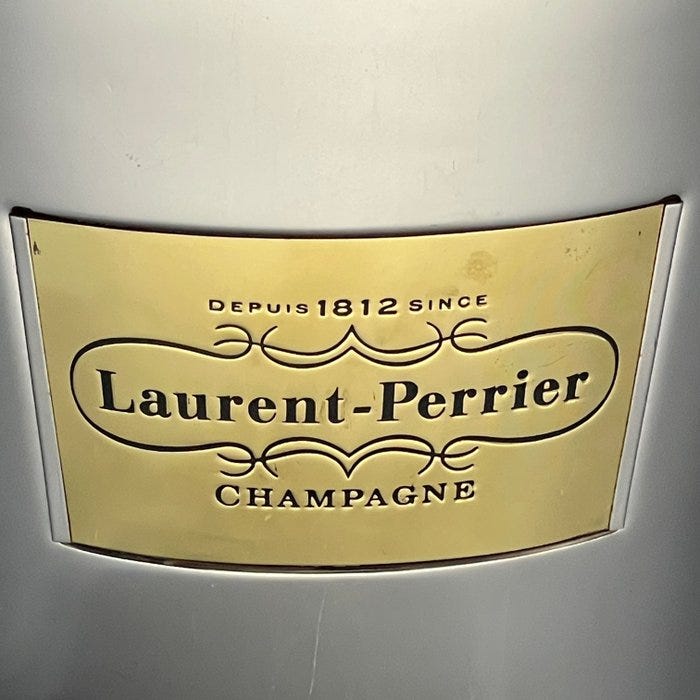 DEPUIS 1812 SINCE
Laurent-Perrier
CHAMPAGNE